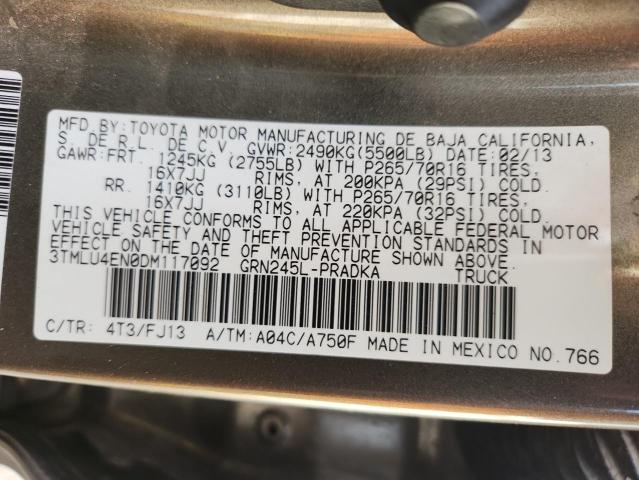 MFD.BY:TOYOTA MOTOR MANUFACTURING DE BAJA CALIFORNIA,
S. DE R.L. DE C.V. GVWR:2490KG(5500LB) DATE:02/13
GAWR:FRT. 1245KG (2755LB) WITH P265/70R16 TIRES,
16X7JJ RIMS, AT 200KPA (29PSI) COLD.
RR. 1410KG (3110LB) WITH P265/70R16 TIRES,
16X7JJ RIMS, AT 220KPA (32PSI) COLD.
THIS VEHICLE CONFORMS TO ALL APPLICABLE FEDERAL MOTOR
VEHICLE SAFETY AND THEFT PREVENTION STANDARDS IN
EFFECT ON THE DATE OF MANUFACTURE SHOWN ABOVE.
3TMLU4EN0DM117092 GRN245L-PRADKA TRUCK
C/TR: 4T3/FJ13 A/TM:A04C/A750F MADE IN MEXICO NO.766